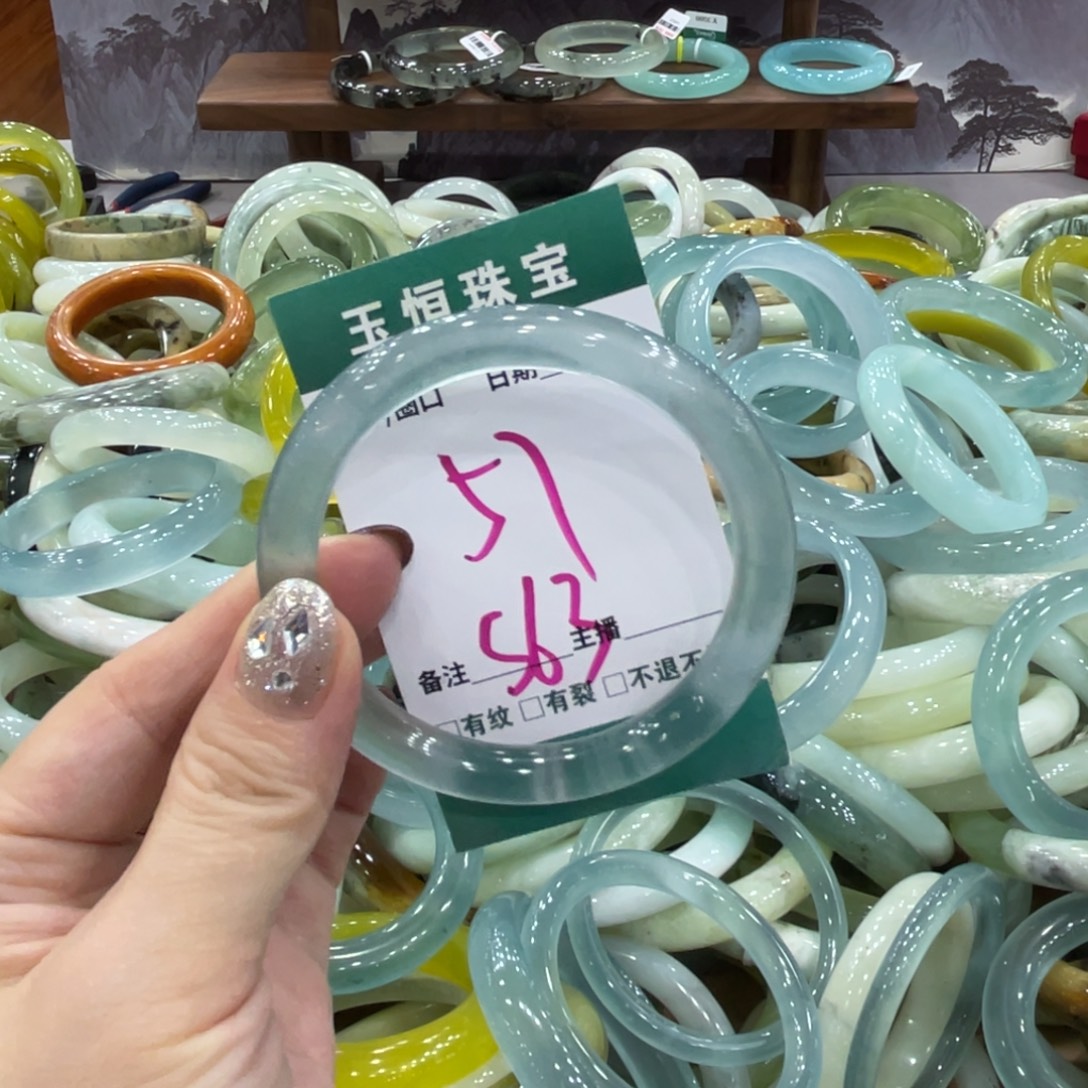 玉恒珠宝
圈口 日期
57
563
备注 主播
□有纹 □有裂 □不退不